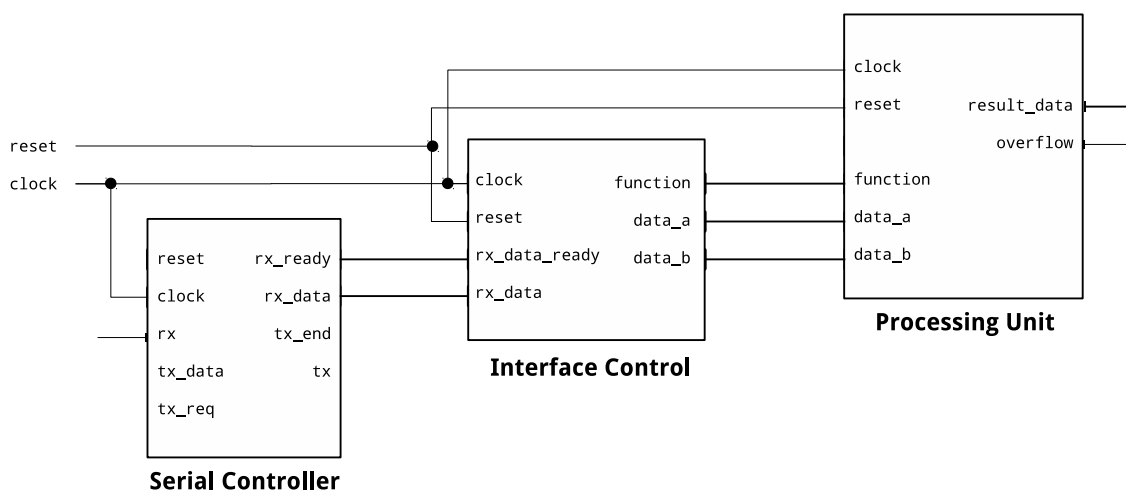 reset
clock
reset
clock
rx
tx_data
tx_req
rx_ready
rx_data
tx_end
tx
Serial Controller
clock
reset
rx_data_ready
rx_data
function
data_a
data_b
Interface Control
clock
reset
function
data_a
data_b
result_data
overflow
Processing Unit